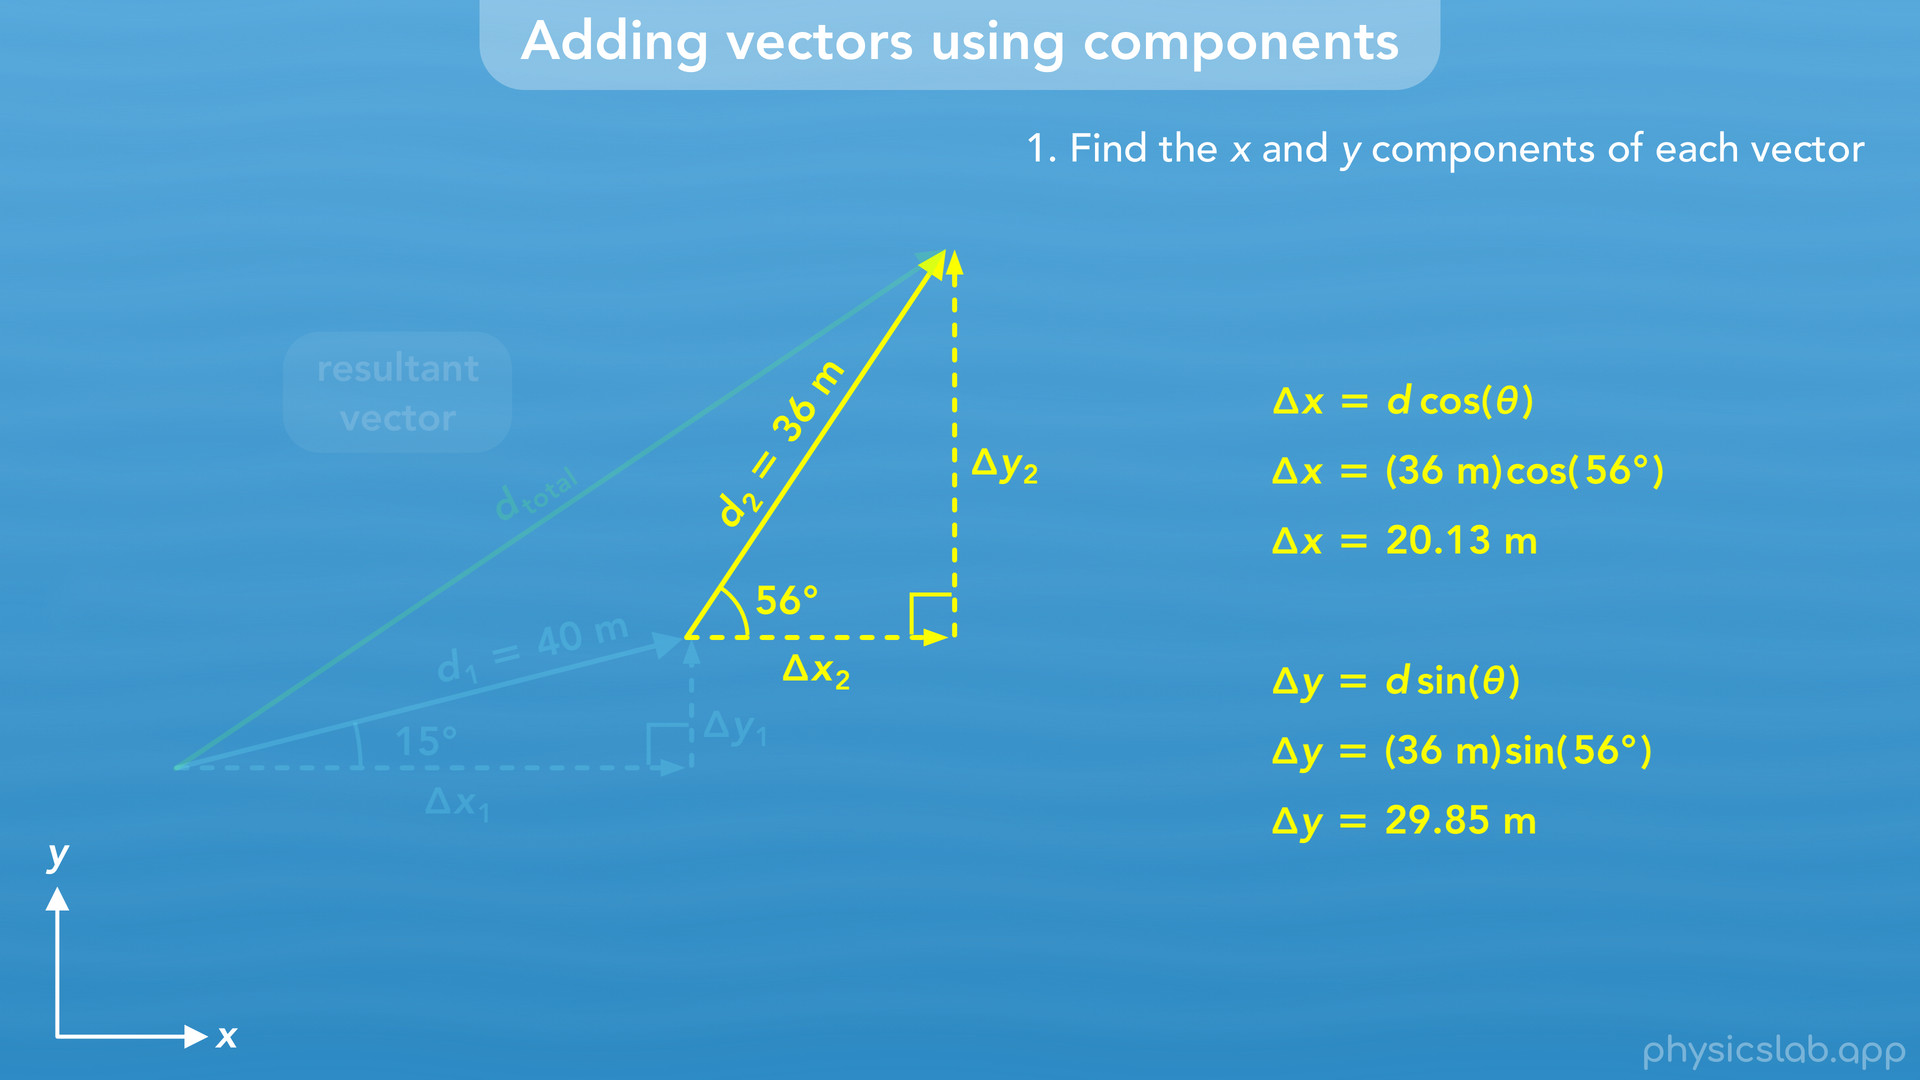 Adding vectors using components
1. Find the x and y components of each vector
resultant
vector
d_total
d₂ = 36 m
Δy₂
56°
Δx₂
d₁ = 40 m
15°
Δy₁
Δx₁
Δx = d cos(θ)
Δx = (36 m)cos(56°)
Δx = 20.13 m
Δy = d sin(θ)
Δy = (36 m)sin(56°)
Δy = 29.85 m
y
x
physicslab.app